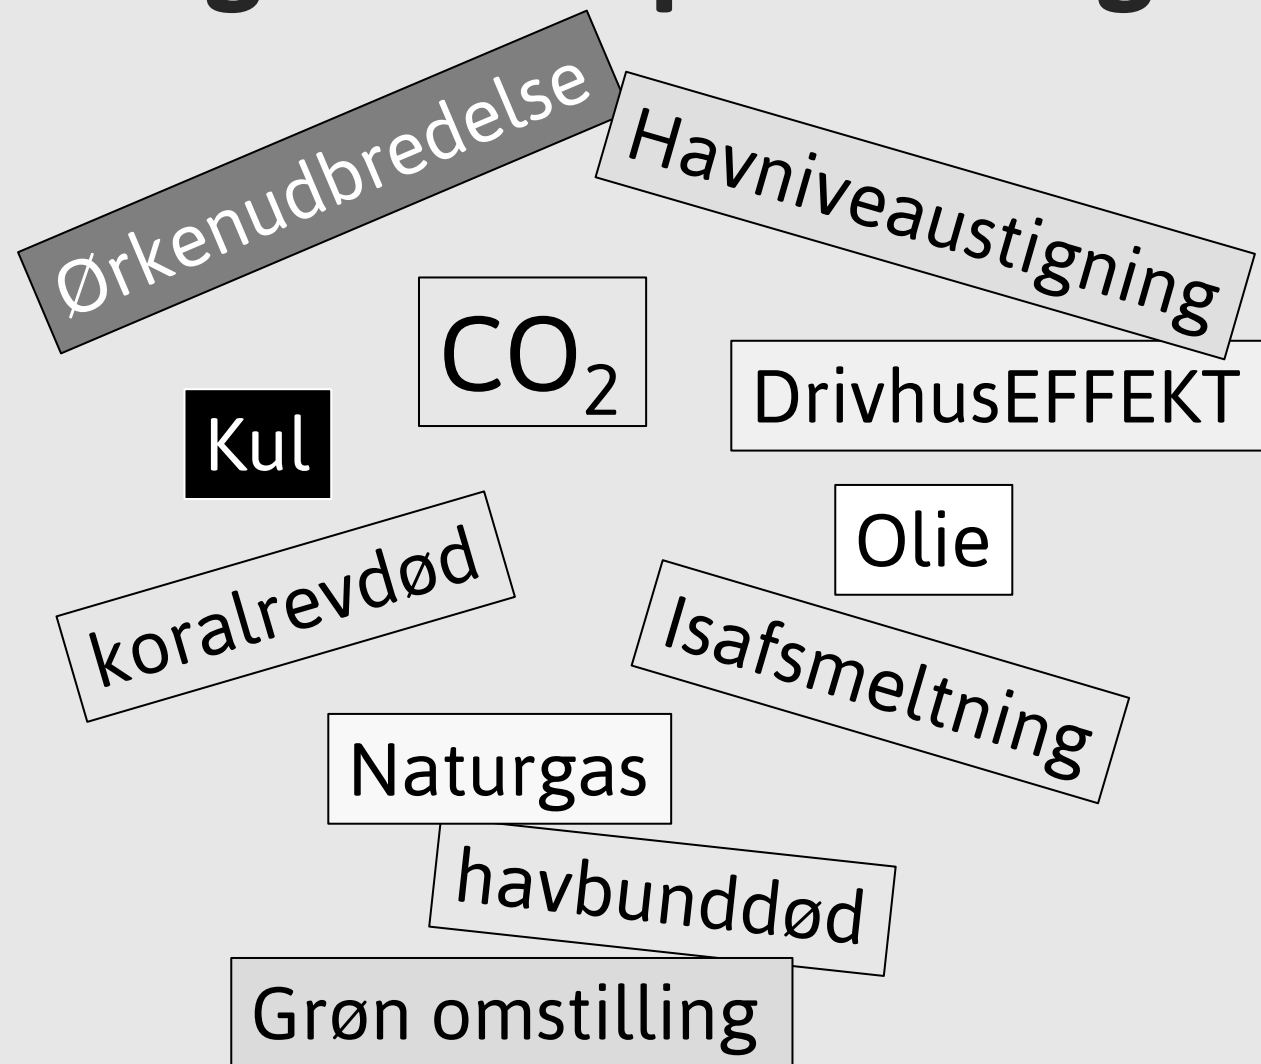 Ørkenudbredelse
Havniveaustigning
CO₂
DrivhusEFFEKT
Kul
Olie
koralrevdød
Isafsmeltning
Naturgas
havbunddød
Grøn omstilling